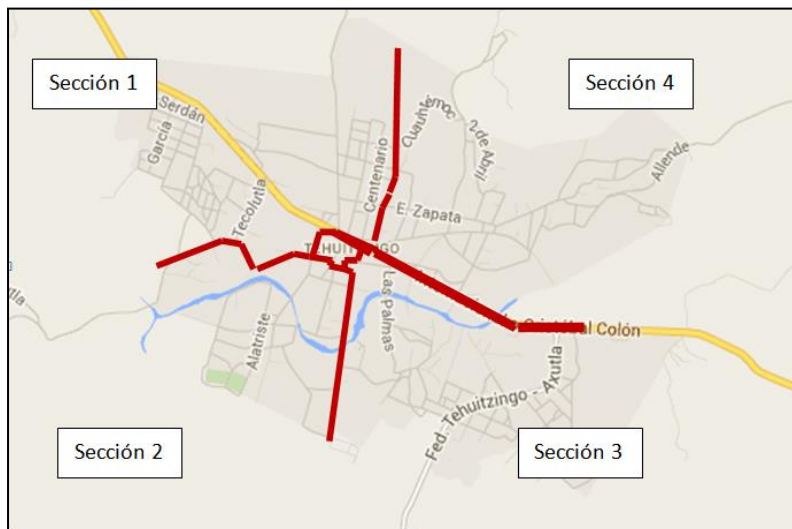 Sección 1
Sección 4
Serdán
García
Cuauhtémoc
2 de Abril
Centenario
Allende
Tecolutla
E. Zapata
Las Palmas
Cristóbal Colón
Alatriste
Fed. Tehuitzingo - Axutla
Sección 2
Sección 3